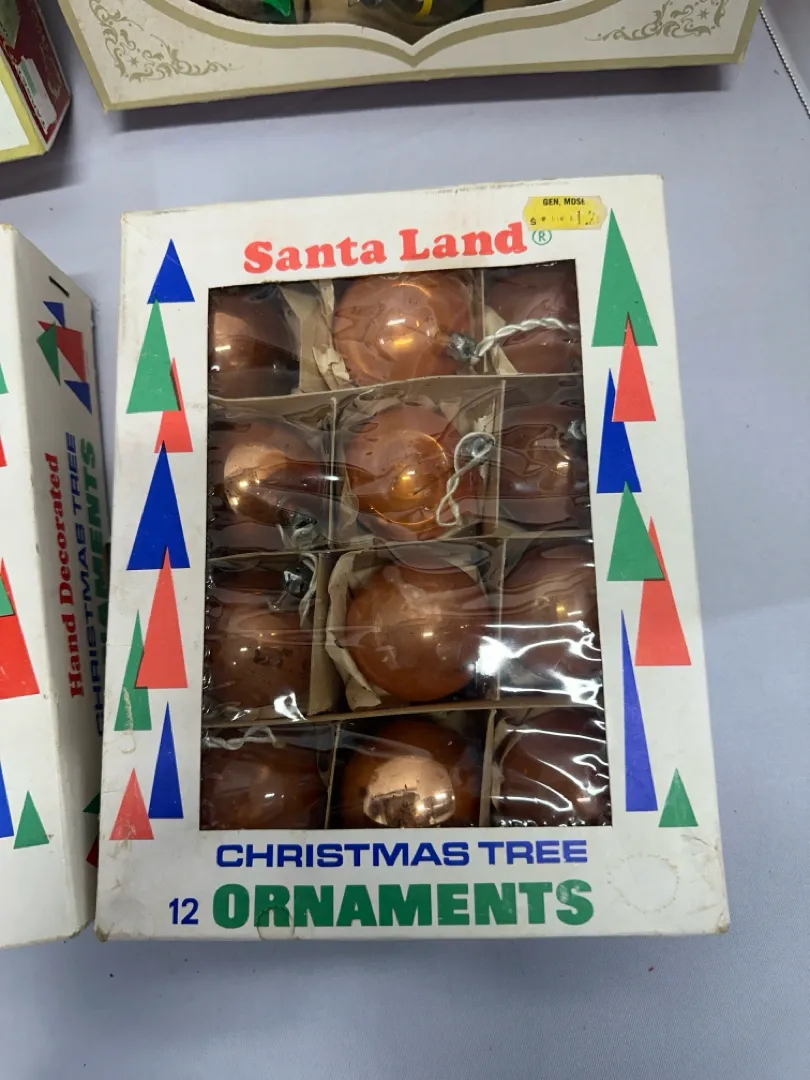 GEN. MDSE.
Santa Land®
CHRISTMAS TREE
12 ORNAMENTS
Hand Decorated
CHRISTMAS TREE
ORNAMENTS